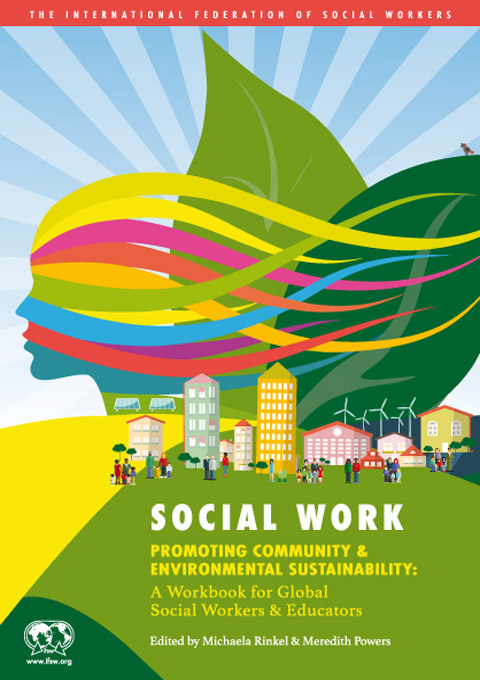 THE INTERNATIONAL FEDERATION OF SOCIAL WORKERS
SOCIAL WORK
PROMOTING COMMUNITY &
ENVIRONMENTAL SUSTAINABILITY:
A Workbook for Global
Social Workers & Educators
Edited by Michaela Rinkel & Meredith Powers
ifsw
www.ifsw.org